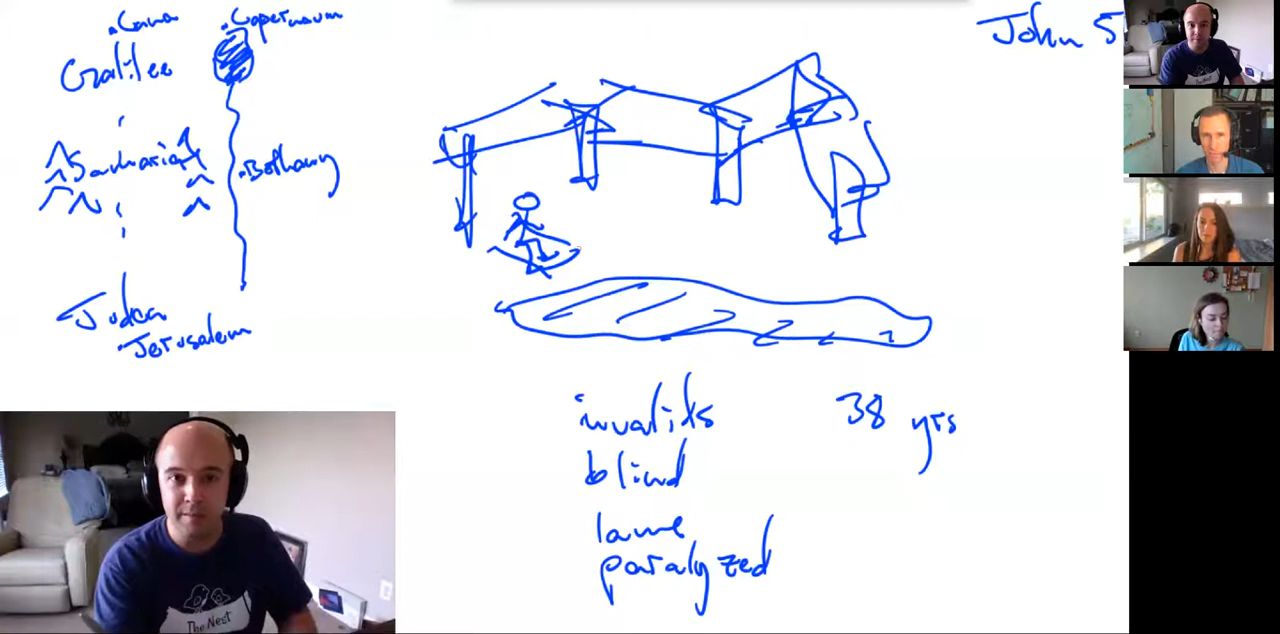 .Cana
.Capernaum
Galilee
Samaria
.Bethany
Judea
.Jerusalem
John 5
invalids
blind
lame
paralyzed
38 yrs
The Nest